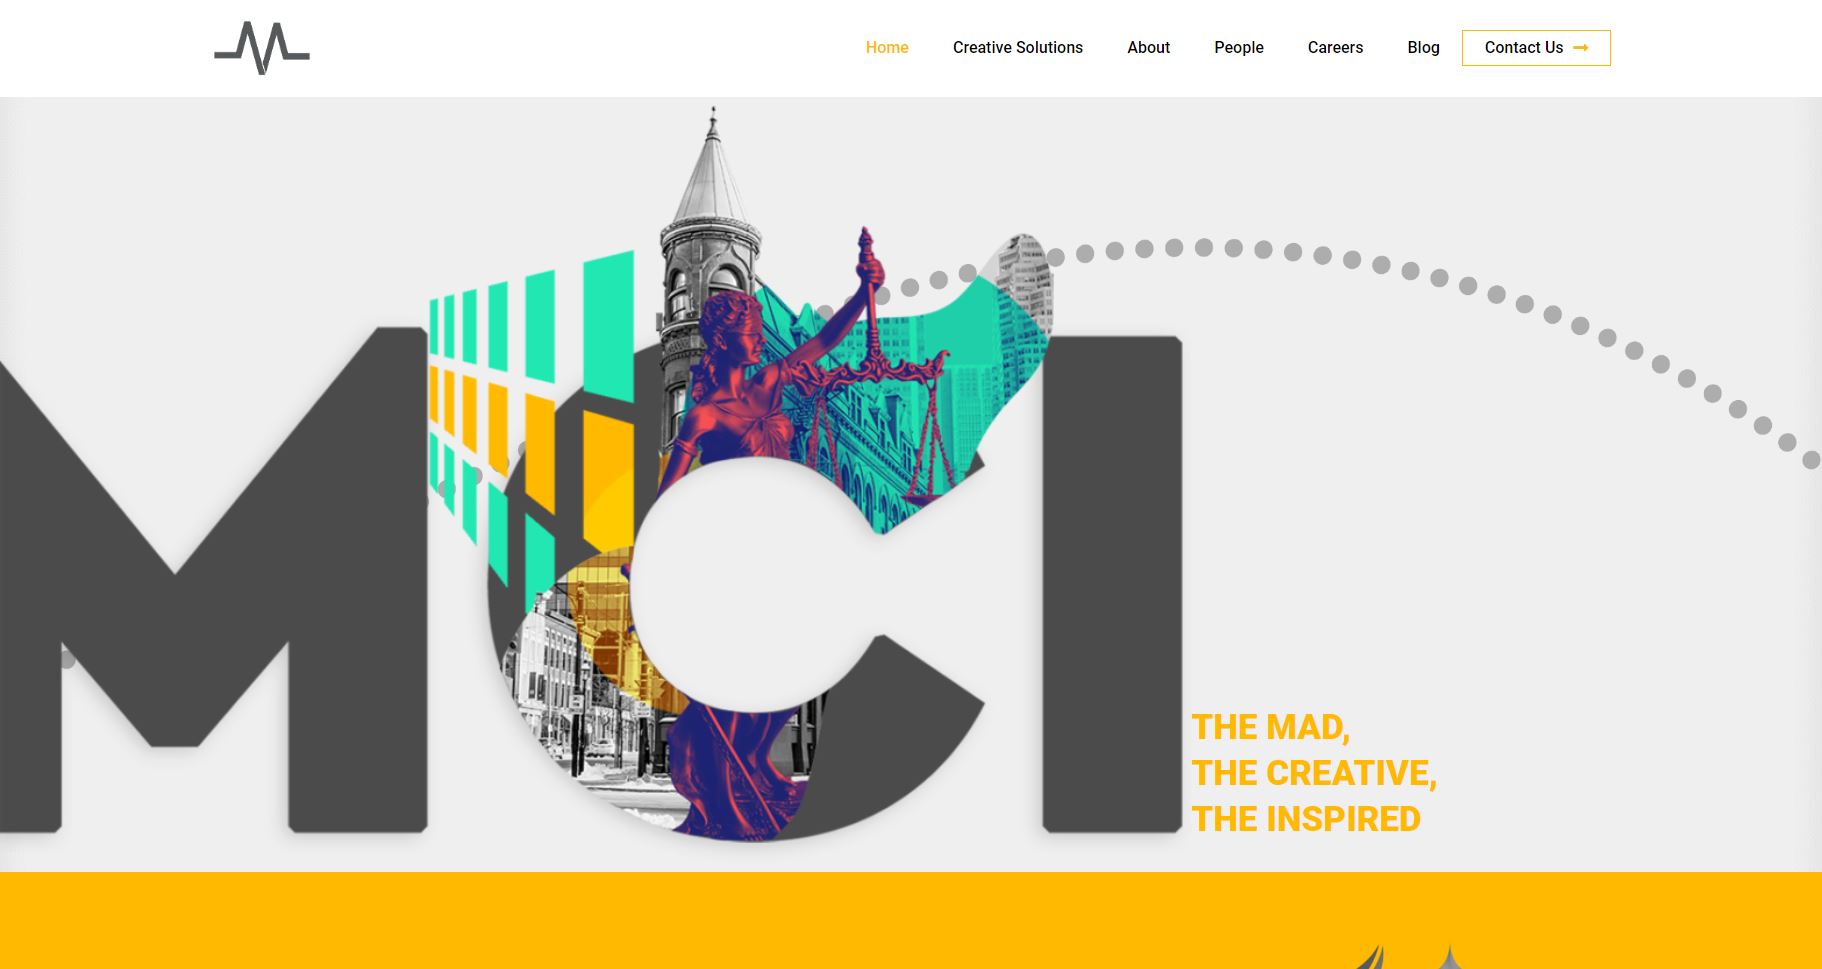 Home
Creative Solutions
About
People
Careers
Blog
Contact Us
MCI
THE MAD,
THE CREATIVE,
THE INSPIRED